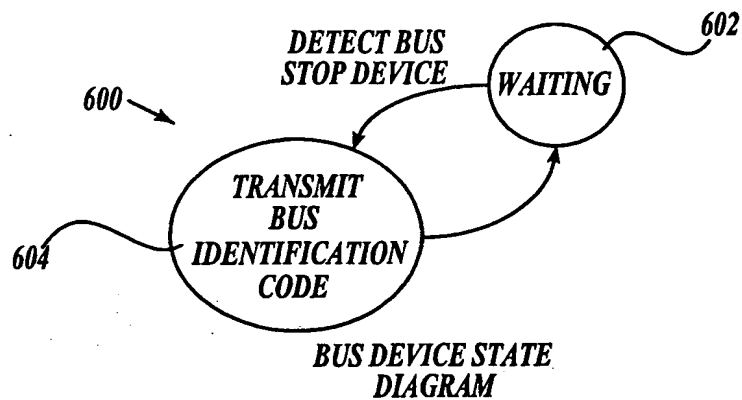 602
DETECT BUS
STOP DEVICE
WAITING
600
TRANSMIT
BUS
IDENTIFICATION
CODE
604
BUS DEVICE STATE
DIAGRAM